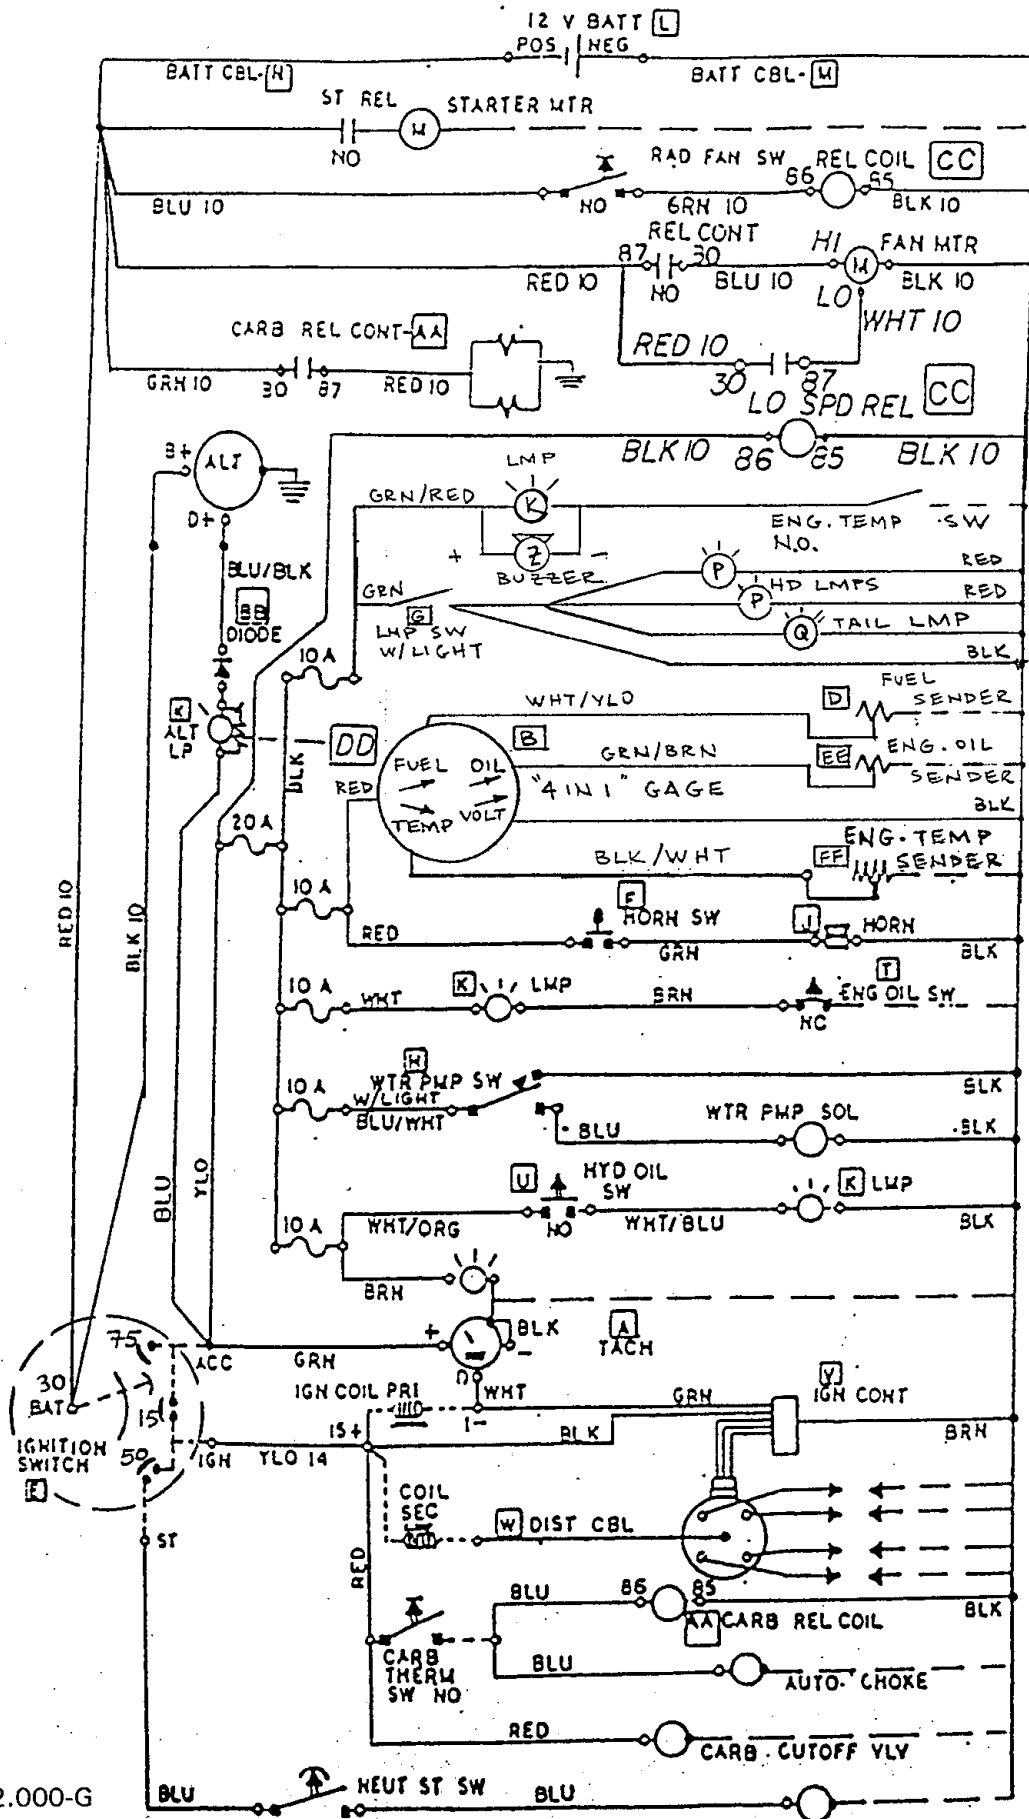 12 V BATT L
POS NEG
BATT CBL-N
BATT CBL-M
ST REL
STARTER MTR
M
NO
RAD FAN SW
REL COIL CC
86
85
BLU 10
NO
GRN 10
BLK 10
REL CONT
87
30
HI
FAN MTR
RED 10
NO
BLU 10
M
BLK 10
LO
WHT 10
CARB REL CONT-AA
RED 10
GRN 10
30
87
RED 10
30
87
LO SPD REL CC
B+
ALT
BLK 10
86
85
BLK 10
LMP
GRN/RED
K
D+
ENG. TEMP SW
N.O.
+
Z
-
BUZZER
BLU/BLK
P
RED
BB
DIODE
GRN
HD LMPS
P
RED
G
LMP SW
W/LIGHT
Q
TAIL LMP
10 A
BLK
FUEL
SENDER
WHT/YLO
D
K
ALT
LP
DD
B
GRN/BRN
EE
ENG. OIL
SENDER
FUEL
OIL
BLK
RED
"4 IN 1" GAGE
TEMP
VOLT
BLK
20 A
ENG-TEMP
SENDER
BLK/WHT
FF
10 A
F
HORN SW
RED 10
BLK 10
RED
GRN
J
HORN
BLK
T
10 A
WHT
K
LMP
BRN
ENG OIL SW
NC
H
10 A
WTR PMP SW
W/LIGHT
BLU/WHT
BLK
WTR PMP SOL
BLU
BLK
BLU
YLO
U
HYD OIL
SW
K LMP
10 A
WHT/ORG
NO
WHT/BLU
BLK
BRN
75
ACC
GRN
+
BLK
-
A
TACH
30
BAT
15
IGN COIL PRI
WHT
1-
GRN
V
IGN CONT
IGNITION
SWITCH
50
E
IGN
YLO 14
15+
BLK
BRN
COIL
SEC
W DIST CBL
ST
RED
BLU
86
85
AA CARB REL COIL
BLK
CARB
THERM
SW NO
BLU
AUTO- CHOKE
RED
CARB CUTOFF VLV
2.000-G
BLU
NEUT ST SW
BLU